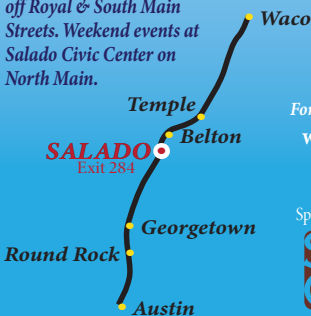 off Royal & South Main
Streets. Weekend events at
Salado Civic Center on
North Main.
Waco
Temple
Belton
SALADO
Exit 284
Georgetown
Round Rock
Austin